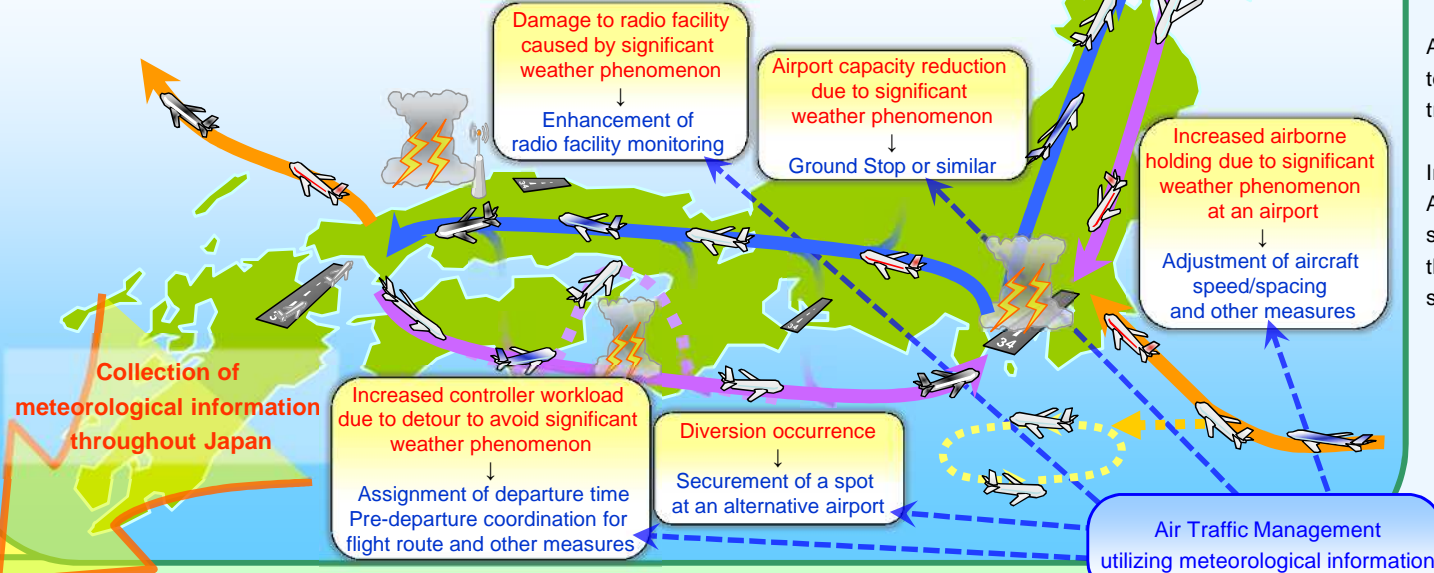 Damage to radio facility
caused by significant
weather phenomenon
↓
Enhancement of
radio facility monitoring
Airport capacity reduction
due to significant
weather phenomenon
↓
Ground Stop or similar
Increased airborne
holding due to significant
weather phenomenon
at an airport
↓
Adjustment of aircraft
speed/spacing
and other measures
34
Collection of
meteorological information
throughout Japan
Increased controller workload
due to detour to avoid significant
weather phenomenon
↓
Assignment of departure time
Pre-departure coordination for
flight route and other measures
Diversion occurrence
↓
Securement of a spot
at an alternative airport
Air Traffic Management
utilizing meteorological information